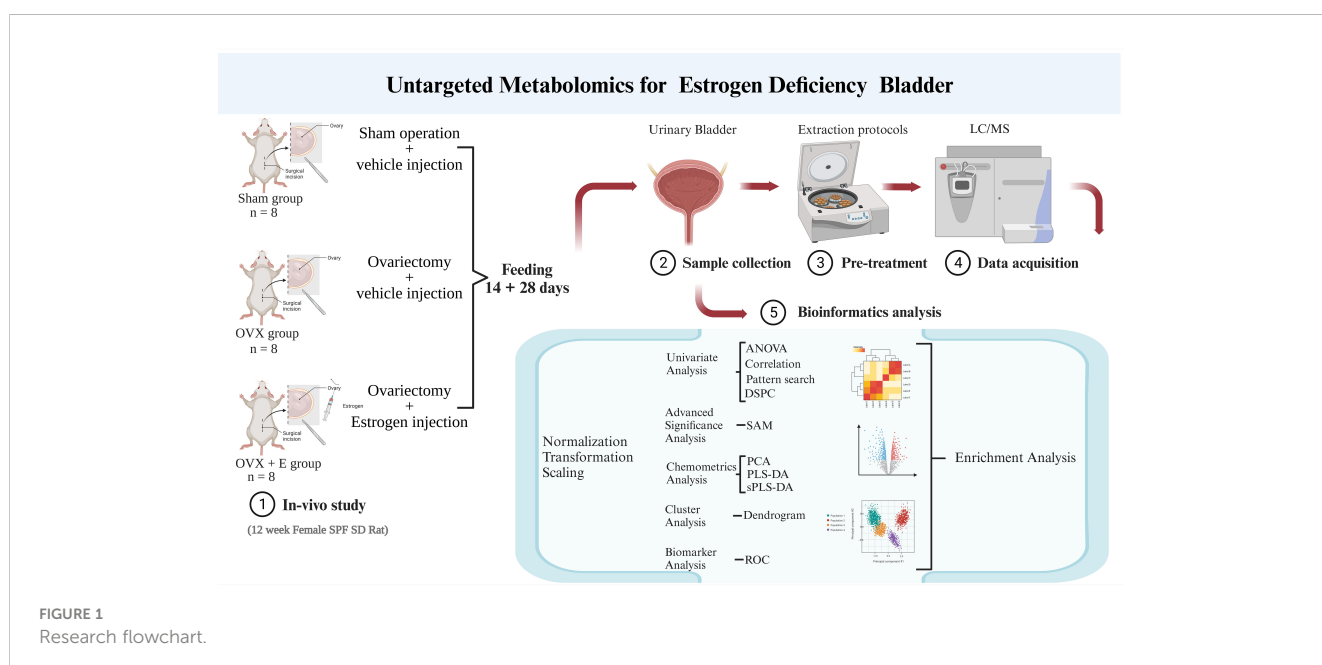 Untargeted Metabolomics for Estrogen Deficiency Bladder
Ovary
Surgical
incision
Sham group
n = 8
Sham operation
+
vehicle injection
Ovary
Surgical
incision
OVX group
n = 8
Ovariectomy
+
vehicle injection
Ovary
Estrogen
Surgical
incision
OVX + E group
n = 8
Ovariectomy
+
Estrogen injection
1 In-vivo study
(12 week Female SPF SD Rat)
Feeding
14 + 28 days
Urinary Bladder
Extraction protocols
LC/MS
2 Sample collection
3 Pre-treatment
4 Data acquisition
5 Bioinformatics analysis
Normalization
Transformation
Scaling
Univariate
Analysis
ANOVA
Correlation
Pattern search
DSPC
Advanced
Significance
Analysis
SAM
Chemometrics
Analysis
PCA
PLS-DA
sPLS-DA
Cluster
Analysis
Dendrogram
Biomarker
Analysis
ROC
Enrichment Analysis
FIGURE 1
Research flowchart.